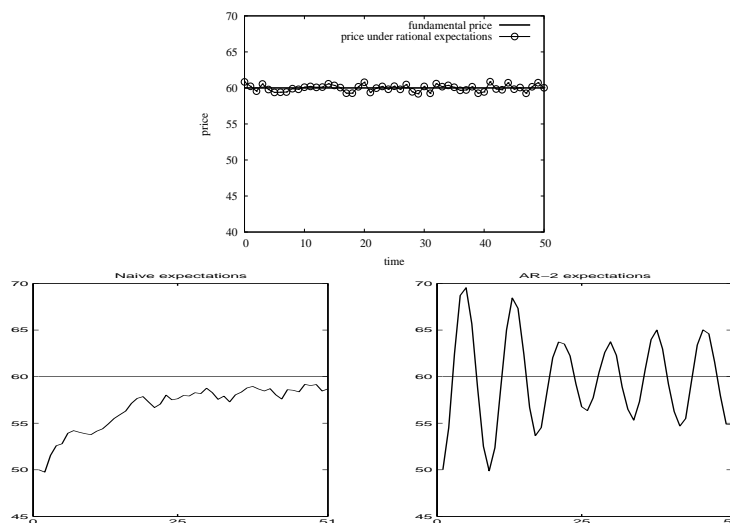 70
65
60
55
50
45
40
fundamental price
price under rational expectations
price
0 10 20 30 40 50
time
Naive expectations
70
65
60
55
50
45
0 25 51
AR-2 expectations
70
65
60
55
50
45
0 25